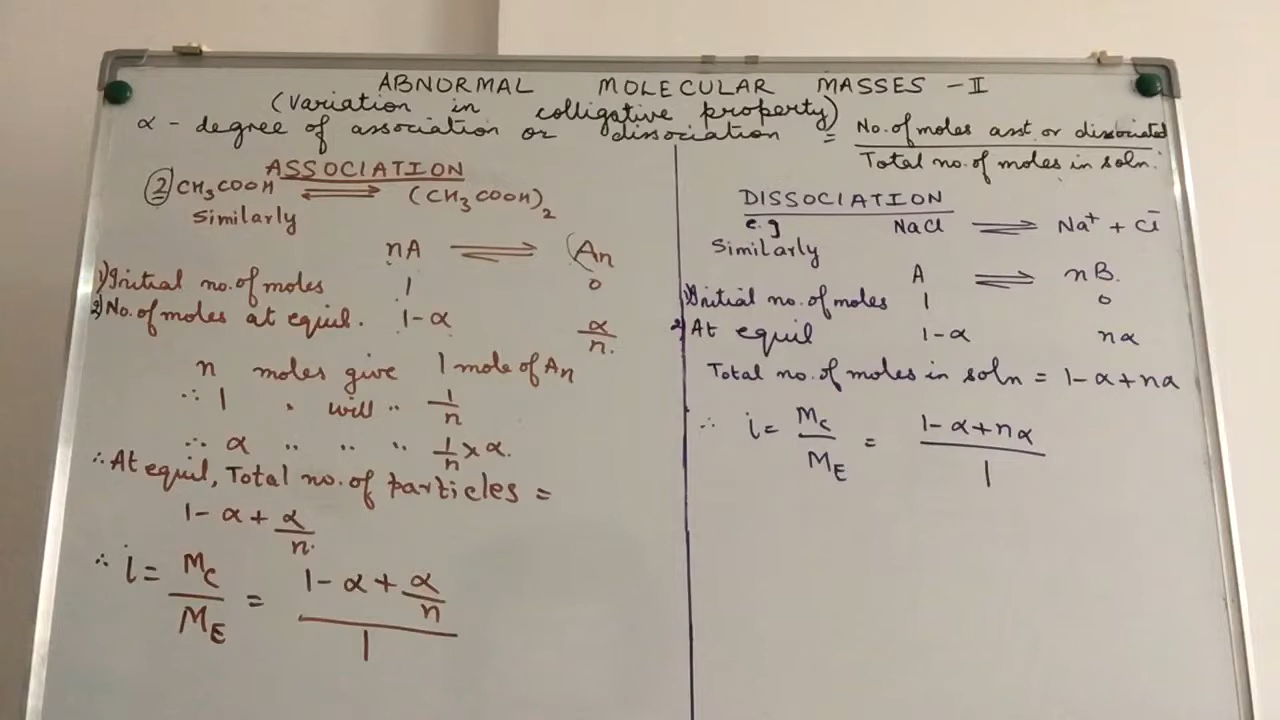 ABNORMAL MOLECULAR MASSES - II
(Variation in colligative property)
α - degree of association or dissociation = No. of moles asst. or dissociated / Total no. of moles in soln.
ASSOCIATION
2 CH₃COOH ⇌ (CH₃COOH)₂
Similarly
nA ⇌ (An
1) Initial no. of moles 1 0
2) No. of moles at equil. 1-α α/n.
n moles give 1 mole of An
∴ 1 " will " 1/n
∴ α " " " 1/n × α.
∴ At equil, Total no. of particles =
1-α + α/n.
∴ i = Mc/ME = (1-α + α/n)/1
DISSOCIATION
e.g NaCl ⇌ Na⁺ + Cl⁻
Similarly
A ⇌ nB.
1) Initial no. of moles 1 0
2) At equil 1-α nα
Total no. of moles in soln = 1-α+nα
∴ i = Mc/ME = (1-α+nα)/1